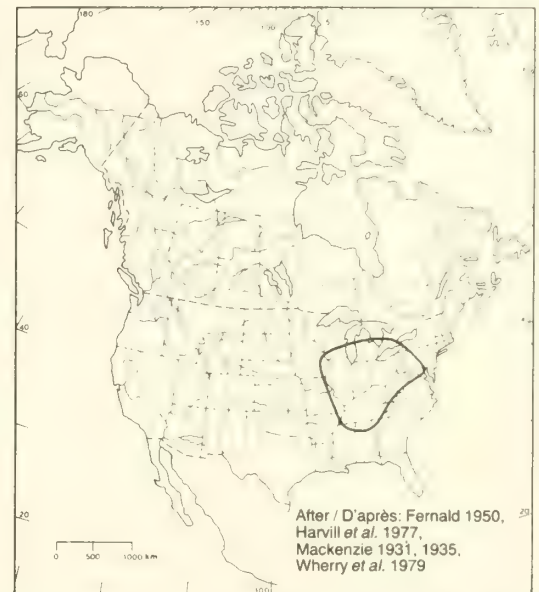 180
150
60
40
20
20
100
0 500 1000 km
After / D'après: Fernald 1950,
Harvill et al. 1977,
Mackenzie 1931, 1935,
Wherry et al. 1979